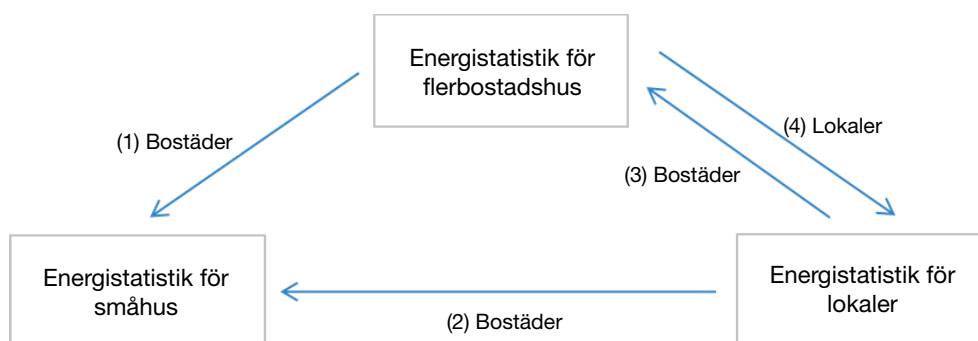 Energistatistik för
flerbostadshus
(1) Bostäder
(4) Lokaler
(3) Bostäder
Energistatistik för
småhus
(2) Bostäder
Energistatistik för
lokaler